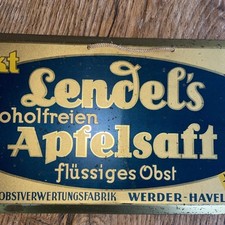 Lendel's
oholfreien
Apfelsaft
flüssiges Obst
OBSTVERWERTUNGSFABRIK WERDER-HAVEL